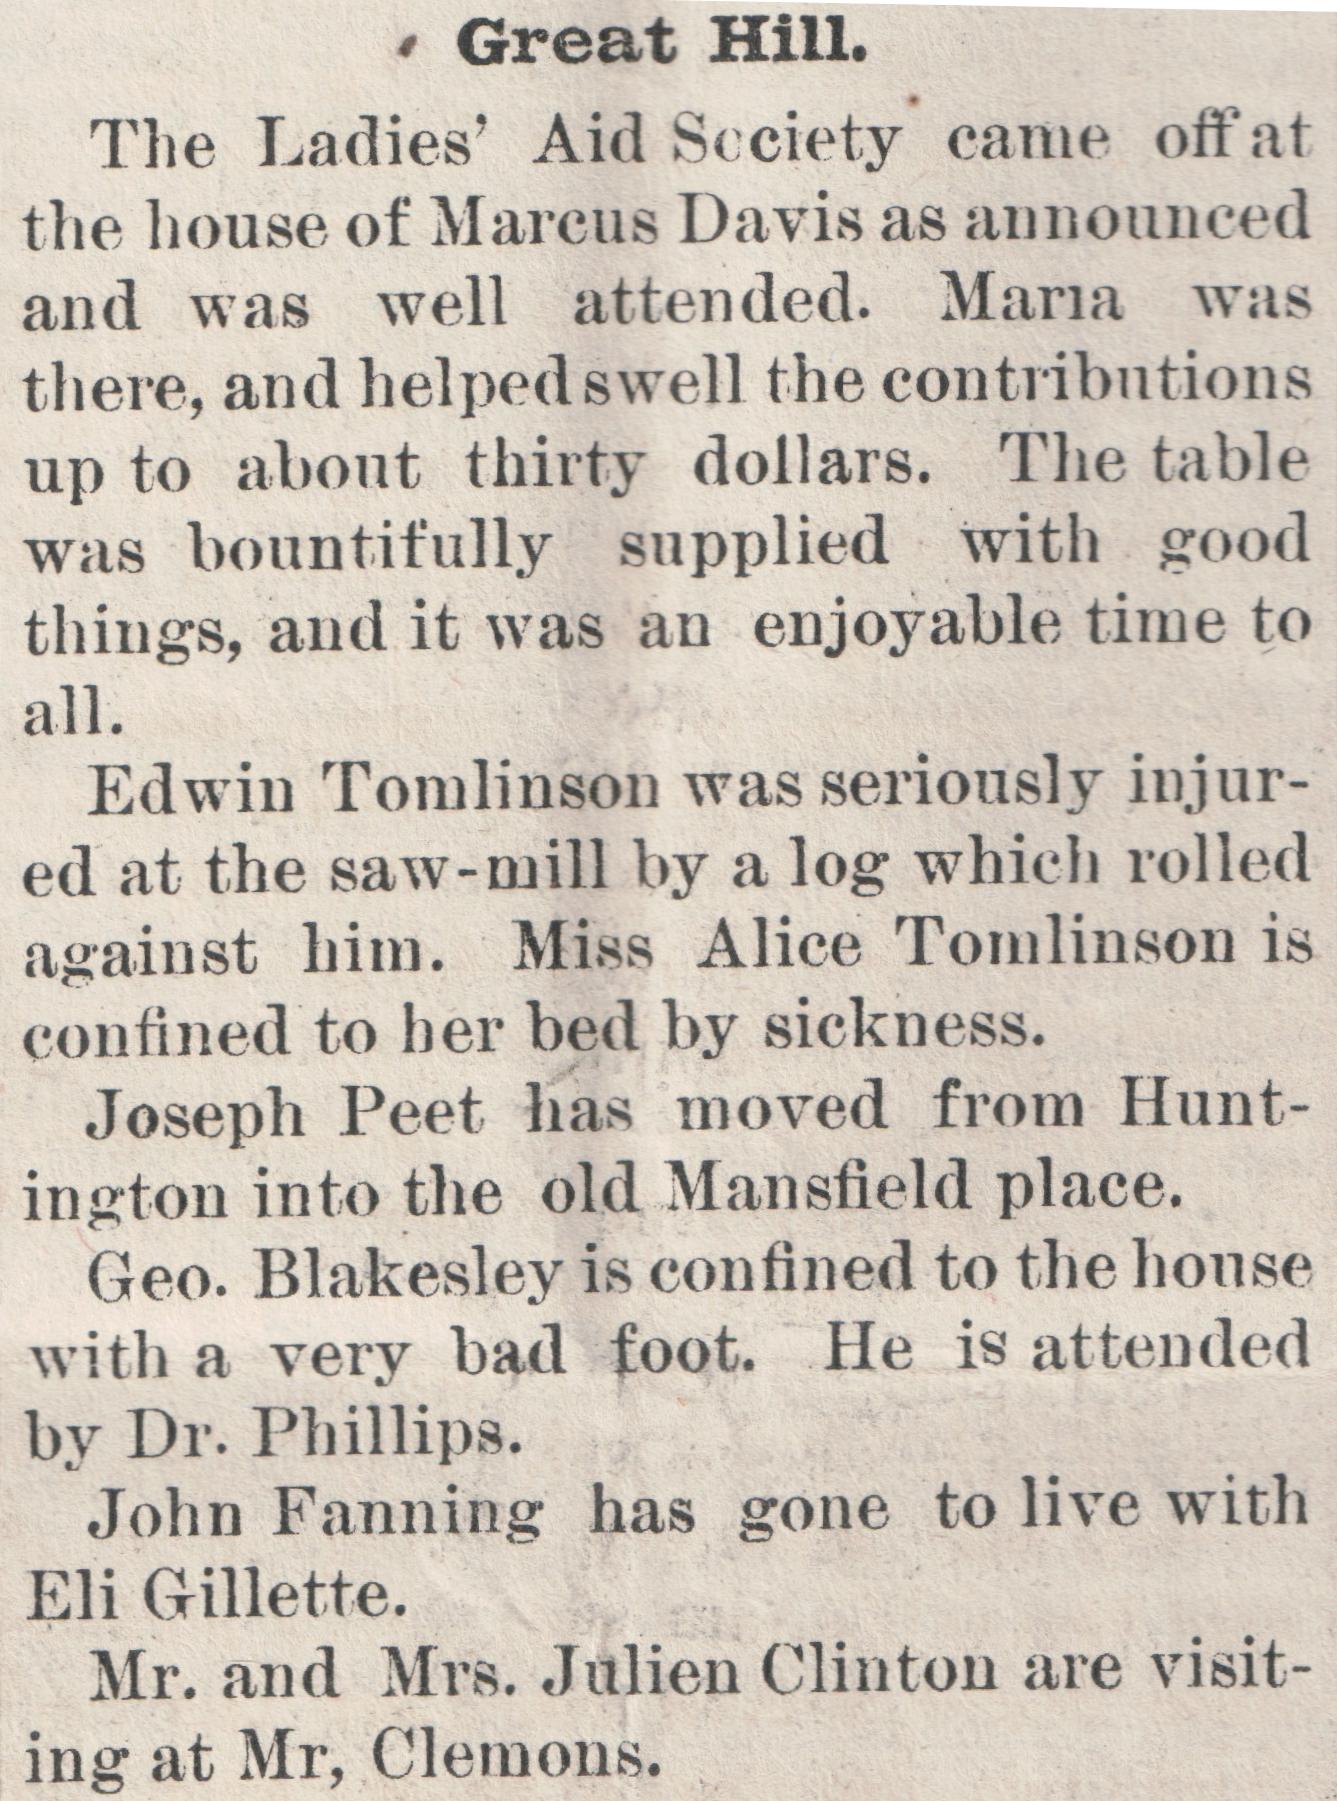 Great Hill.
The Ladies’ Aid Society came off at
the house of Marcus Davis as announced
and was well attended. Maria was
there, and helped swell the contributions
up to about thirty dollars. The table
was bountifully supplied with good
things, and it was an enjoyable time to
all.
Edwin Tomlinson was seriously injur-
ed at the saw-mill by a log which rolled
against him. Miss Alice Tomlinson is
confined to her bed by sickness.
Joseph Peet has moved from Hunt-
ington into the old Mansfield place.
Geo. Blakesley is confined to the house
with a very bad foot. He is attended
by Dr. Phillips.
John Fanning has gone to live with
Eli Gillette.
Mr. and Mrs. Julien Clinton are visit-
ing at Mr, Clemons.